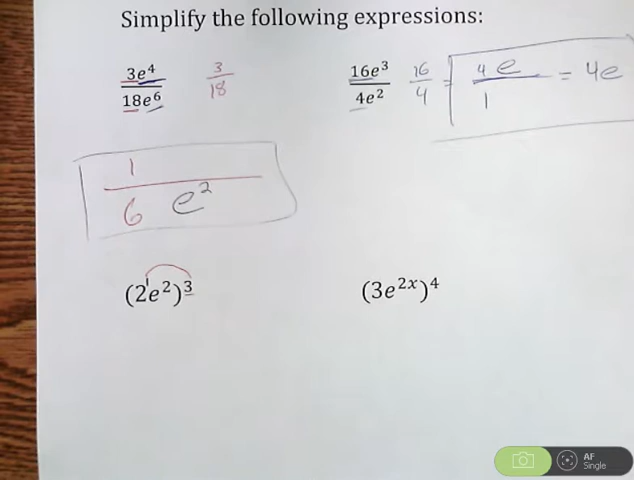 Simplify the following expressions:
3e⁴/18e⁶ 3/18
16e³/4e² 16/4 = 4e/1 = 4e
1/6e²
(2¹e²)³
(3e²ˣ)⁴
AF
Single